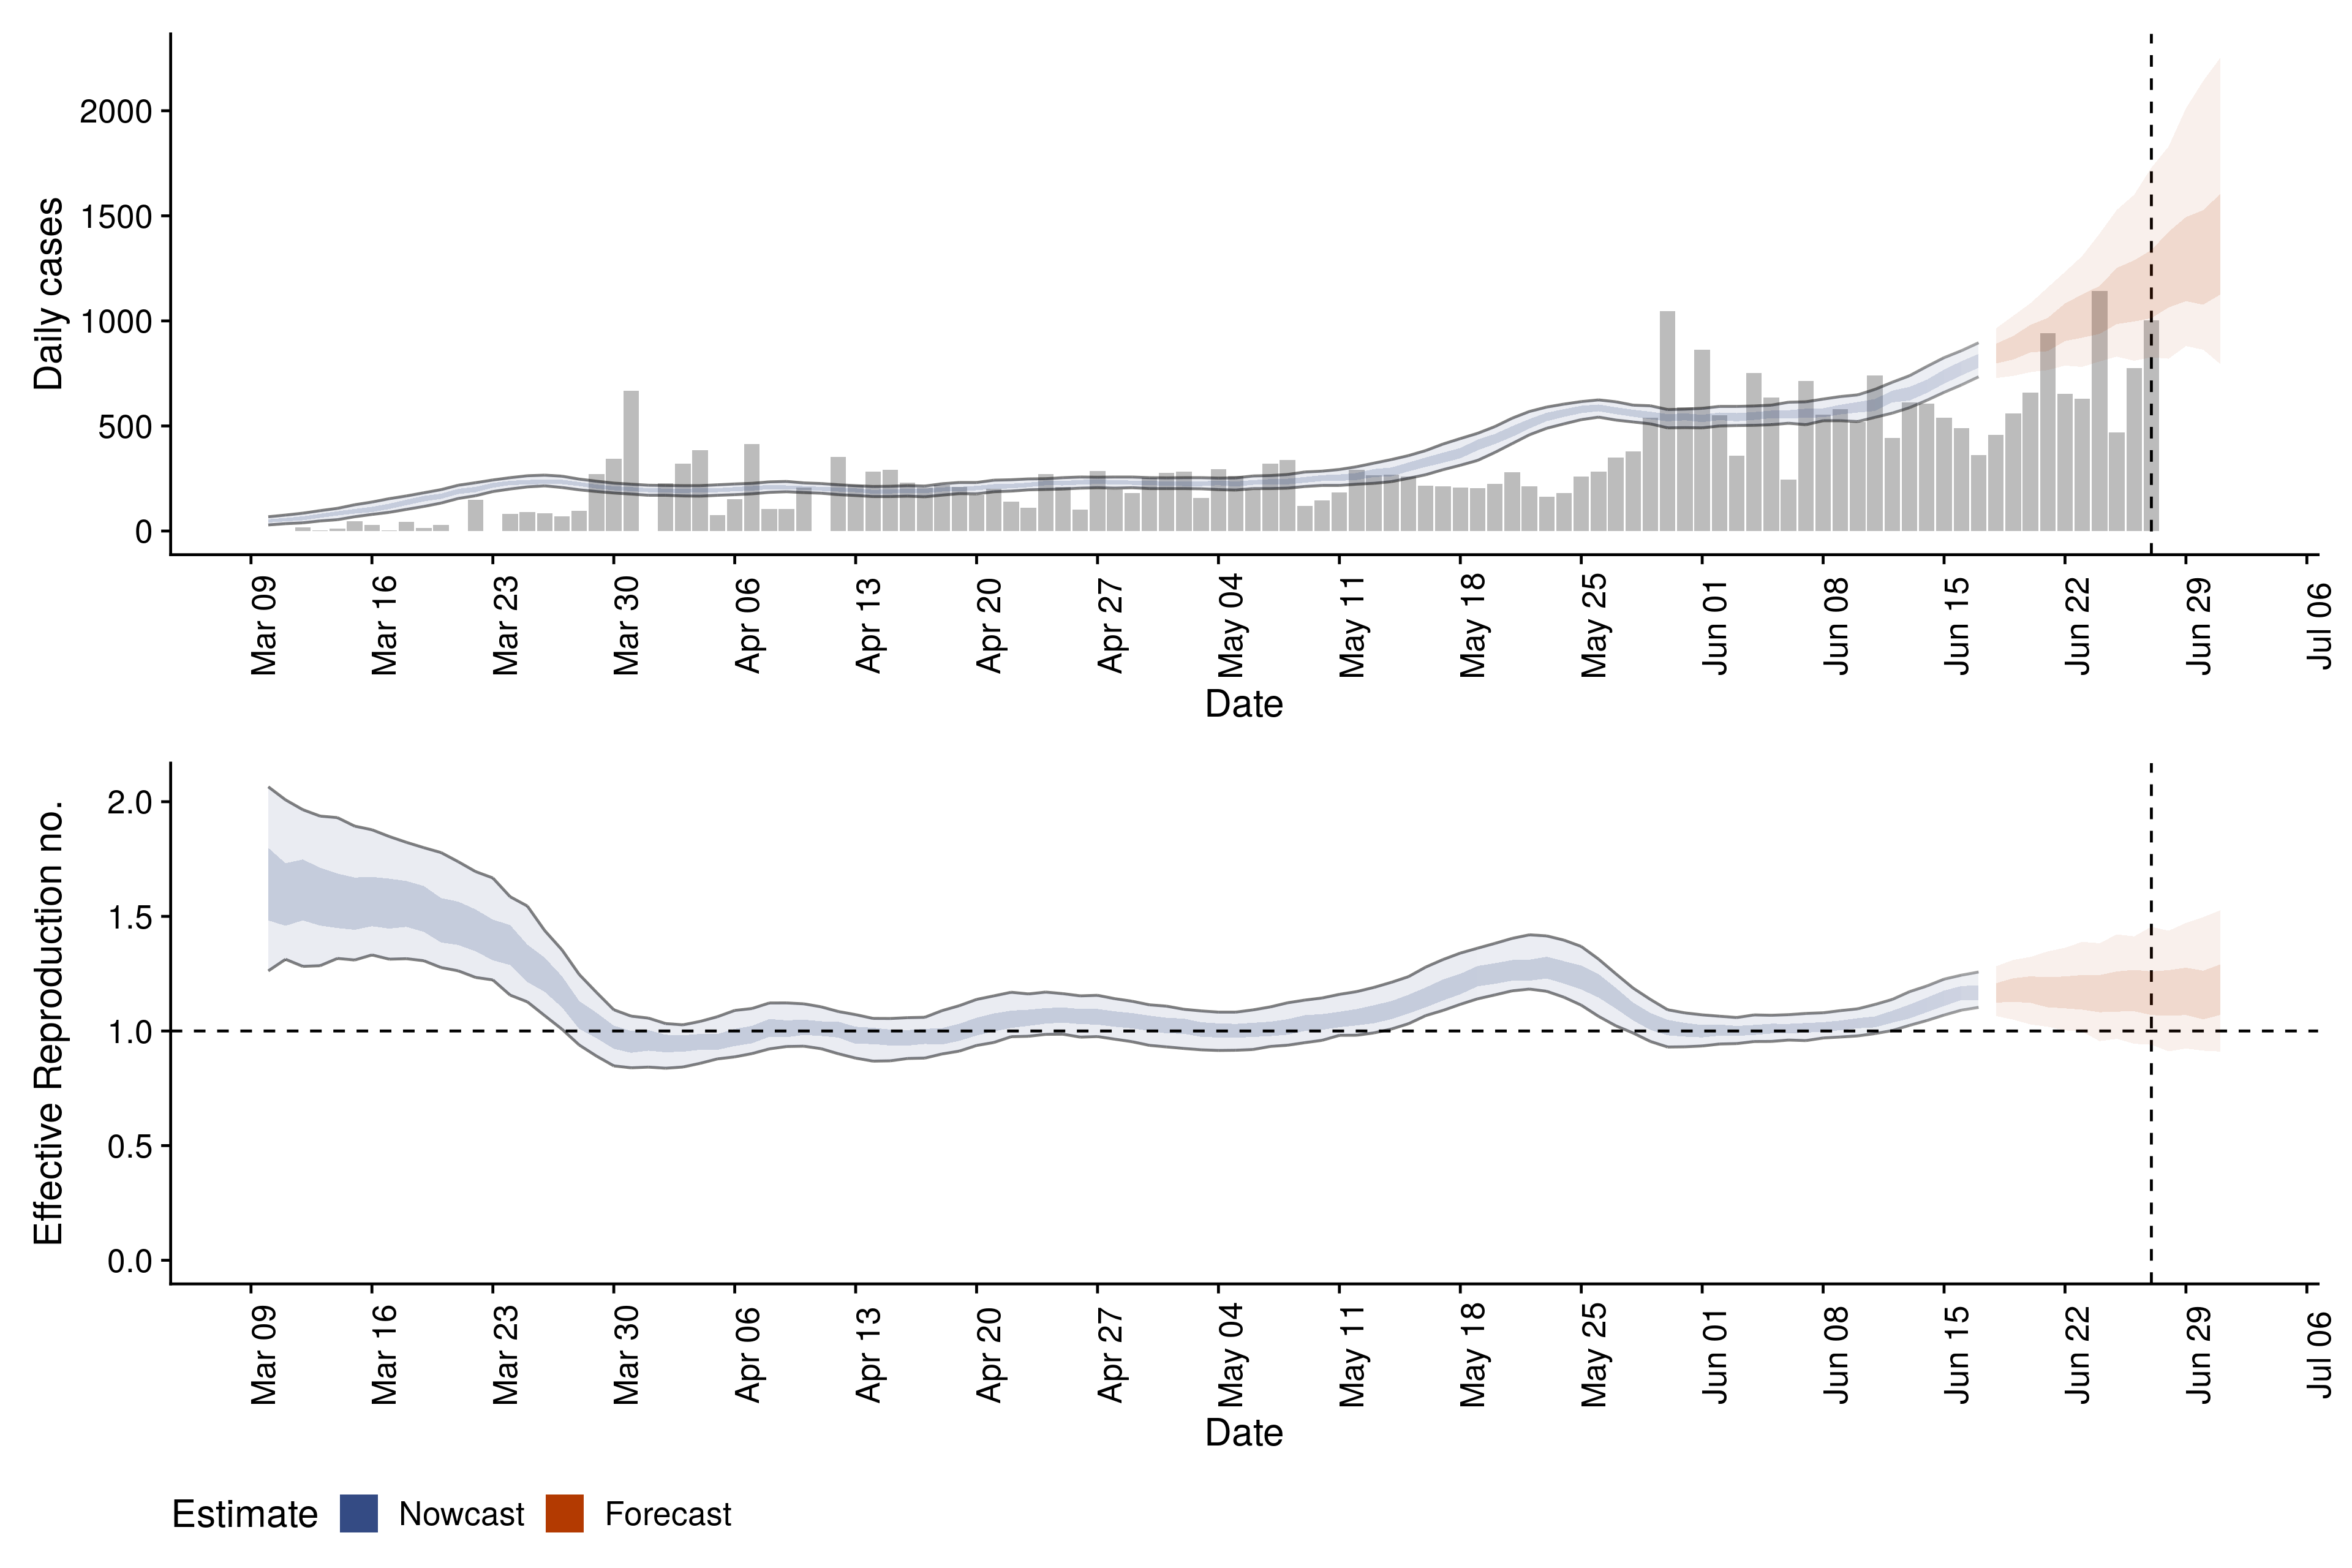 Daily cases
2000
1500
1000
500
0
Mar 09 Mar 16 Mar 23 Mar 30 Apr 06 Apr 13 Apr 20 Apr 27 May 04 May 11 May 18 May 25 Jun 01 Jun 08 Jun 15 Jun 22 Jun 29 Jul 06
Date
Effective Reproduction no.
2.0
1.5
1.0
0.5
0.0
Mar 09 Mar 16 Mar 23 Mar 30 Apr 06 Apr 13 Apr 20 Apr 27 May 04 May 11 May 18 May 25 Jun 01 Jun 08 Jun 15 Jun 22 Jun 29 Jul 06
Date
Estimate Nowcast Forecast